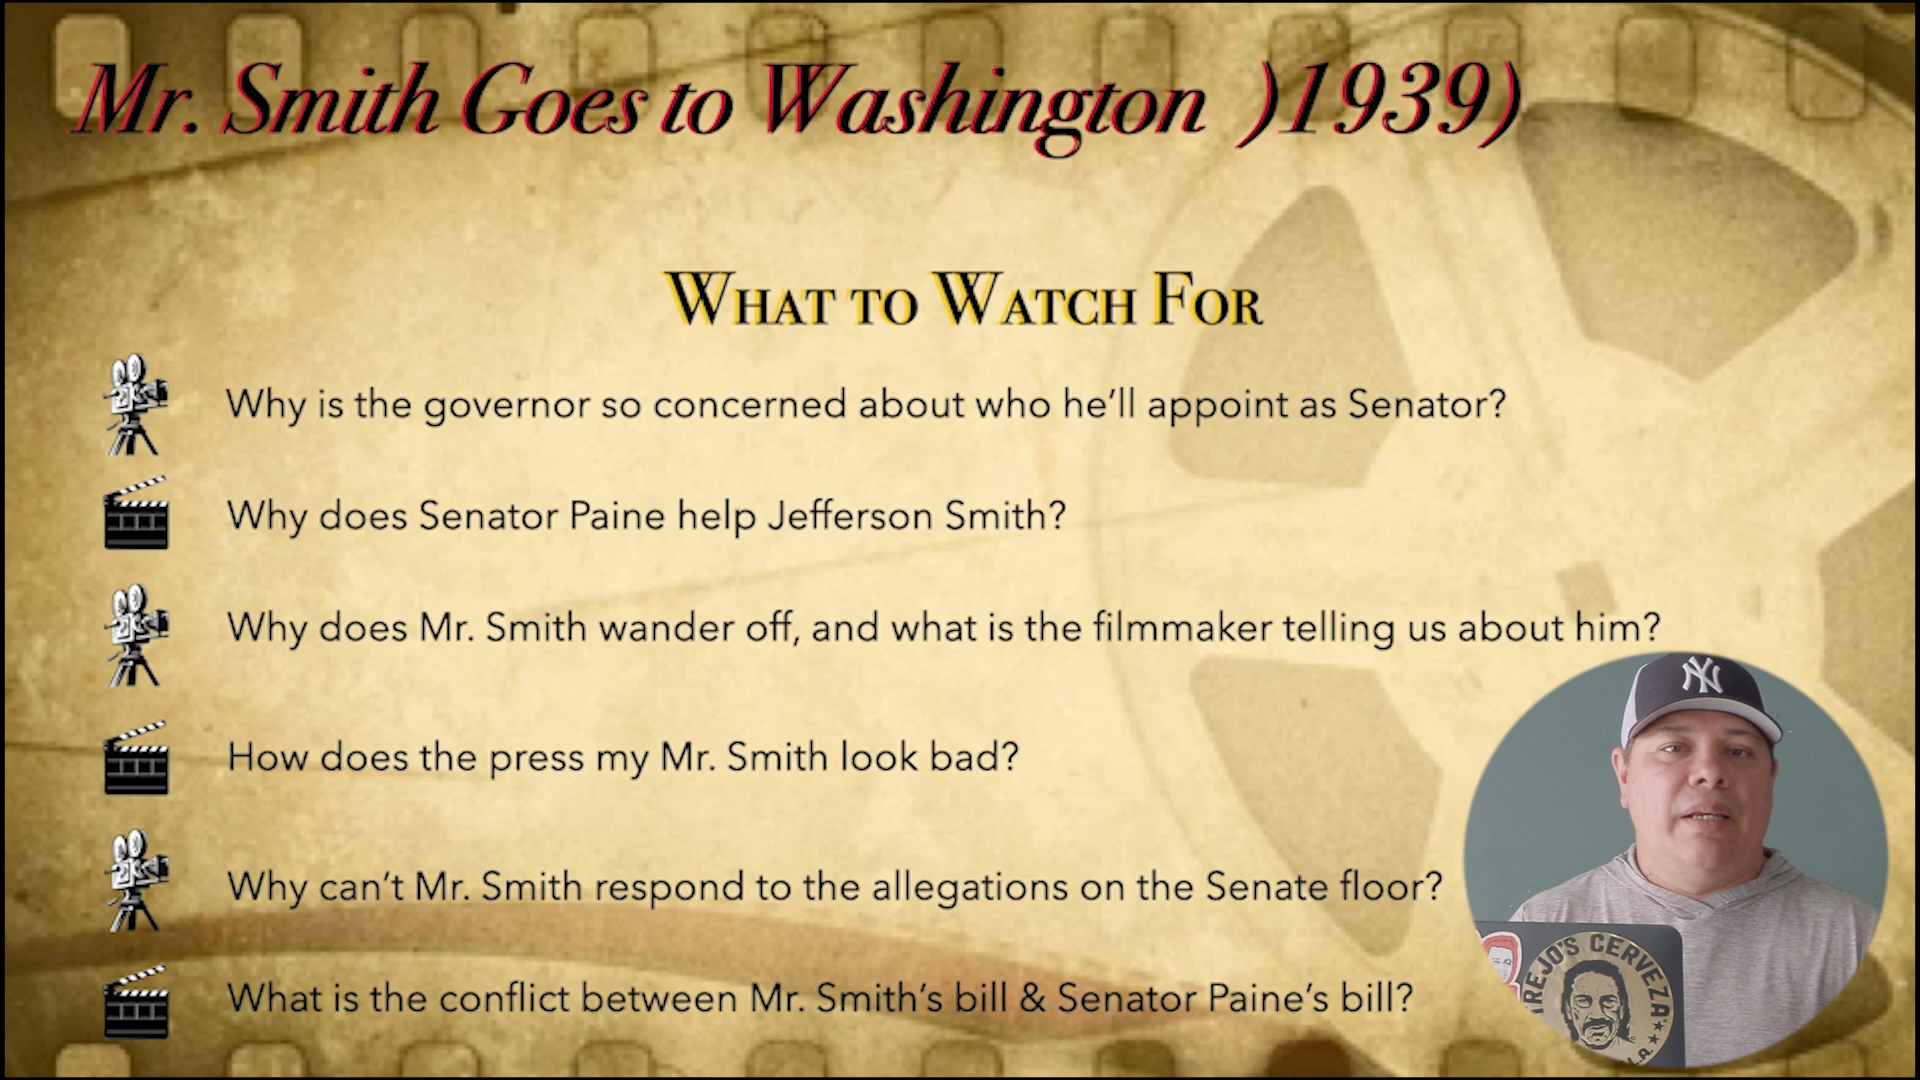 Mr. Smith Goes to Washington )1939)
What to Watch For
Why is the governor so concerned about who he’ll appoint as Senator?
Why does Senator Paine help Jefferson Smith?
Why does Mr. Smith wander off, and what is the filmmaker telling us about him?
How does the press my Mr. Smith look bad?
NY
Why can’t Mr. Smith respond to the allegations on the Senate floor?
REJO'S CERVEZA
L.A.
What is the conflict between Mr. Smith’s bill & Senator Paine’s bill?